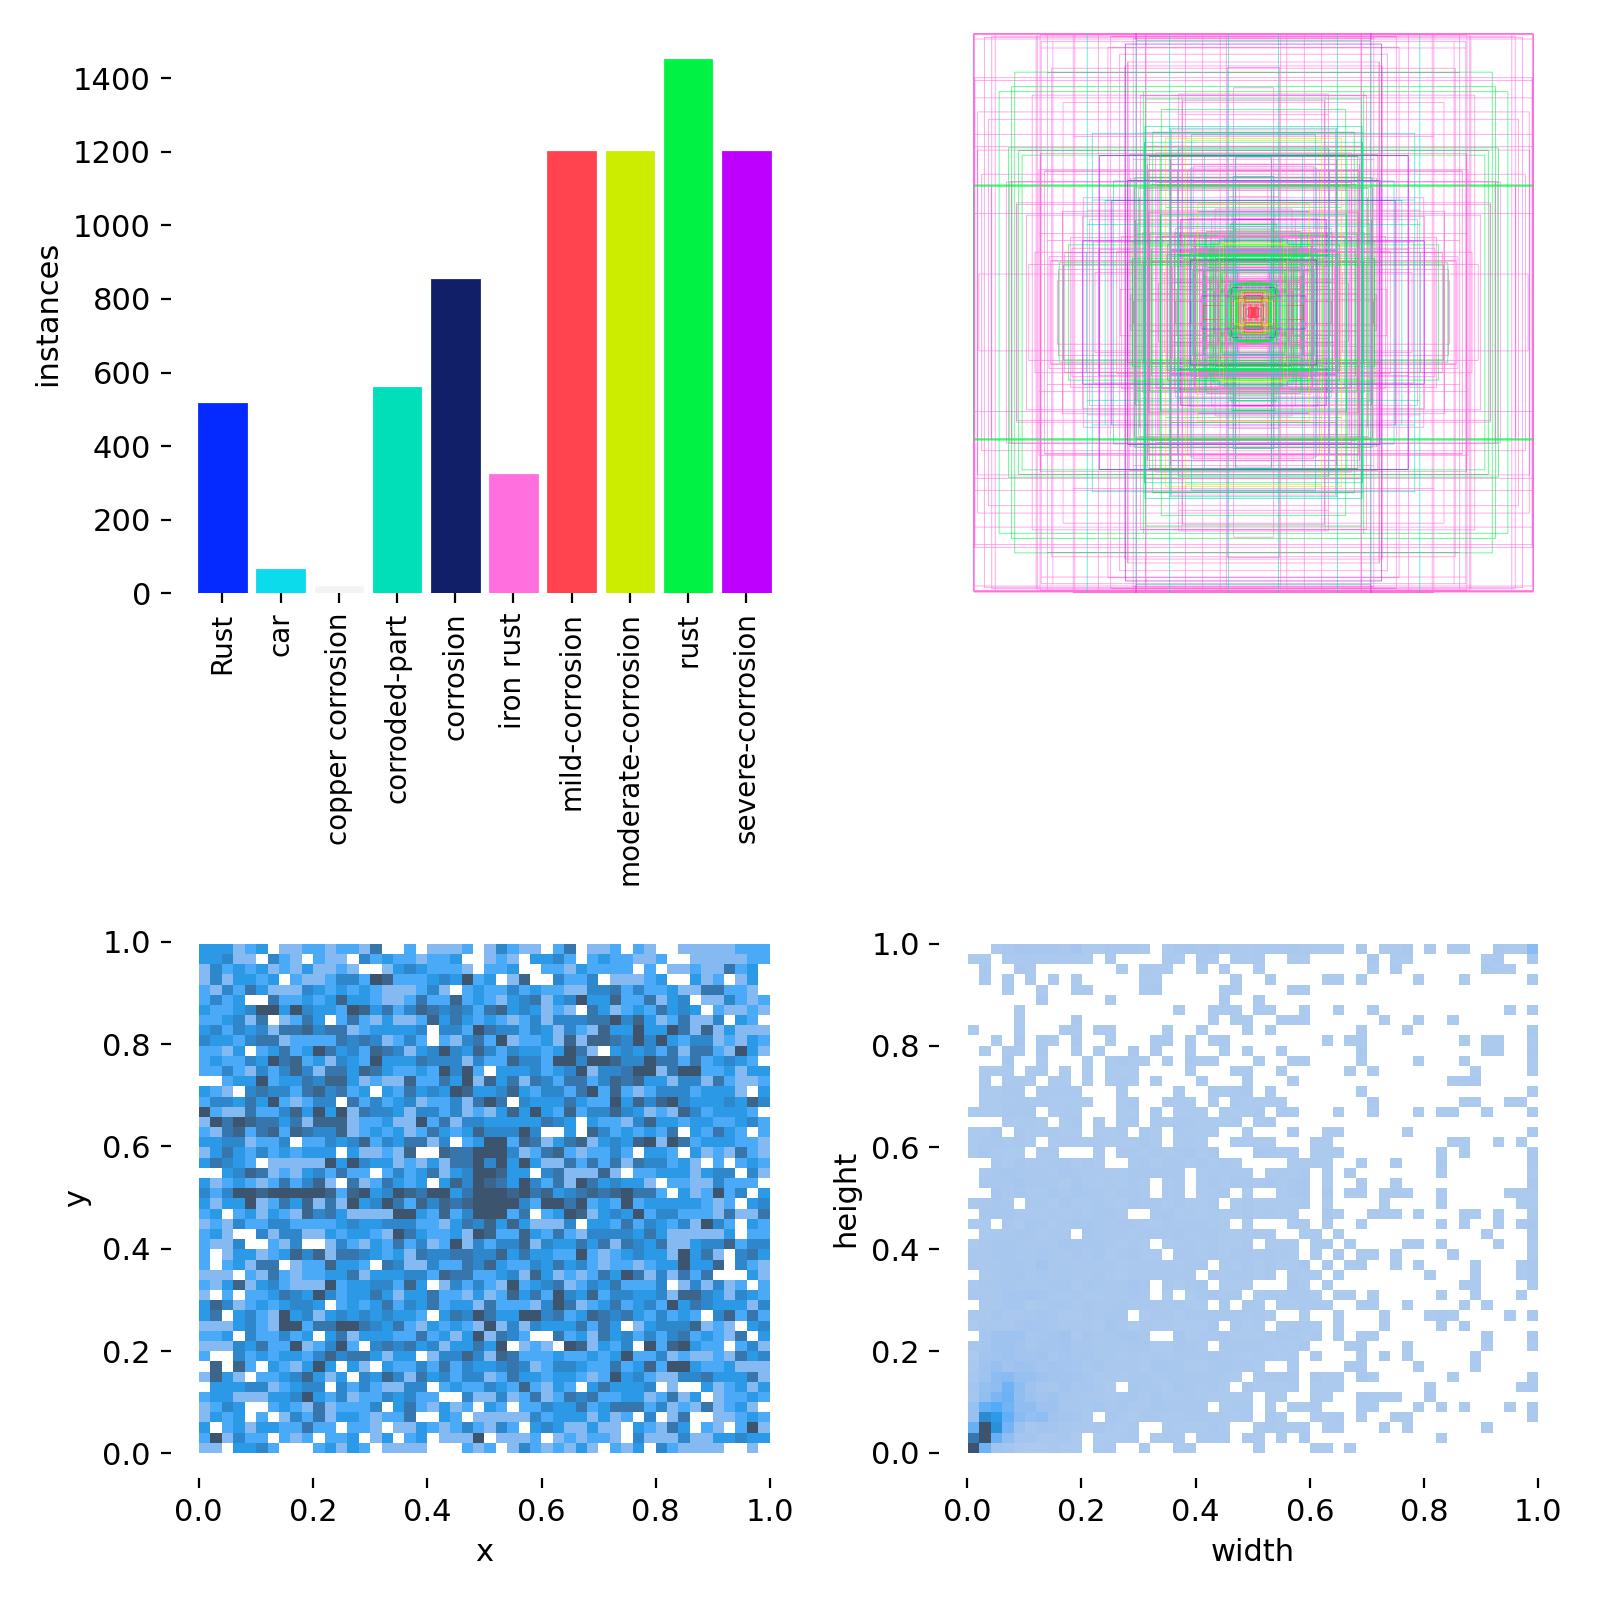 instances
1400
1200
1000
800
600
400
200
0
Rust
car
copper corrosion
corroded-part
corrosion
iron rust
mild-corrosion
moderate-corrosion
rust
severe-corrosion
y
1.0
0.8
0.6
0.4
0.2
0.0
0.0 0.2 0.4 0.6 0.8 1.0
x
height
1.0
0.8
0.6
0.4
0.2
0.0
0.0 0.2 0.4 0.6 0.8 1.0
width